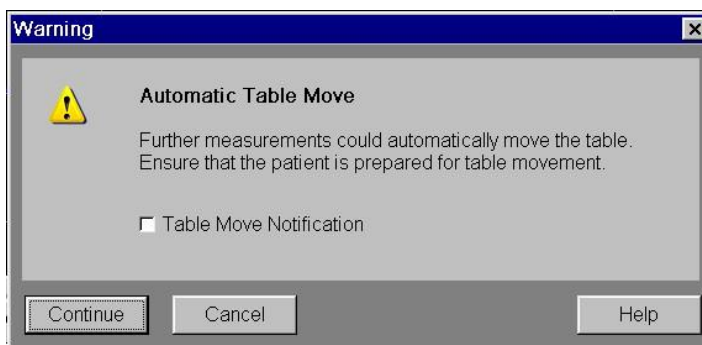 Warning
Automatic Table Move
Further measurements could automatically move the table.
Ensure that the patient is prepared for table movement.
Table Move Notification
Continue Cancel Help